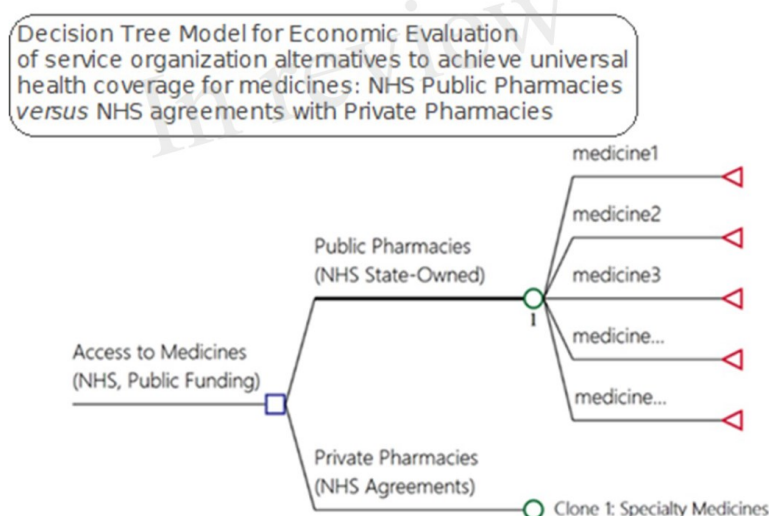 Decision Tree Model for Economic Evaluation
of service organization alternatives to achieve universal
health coverage for medicines: NHS Public Pharmacies
versus NHS agreements with Private Pharmacies
In review
medicine1
medicine2
Public Pharmacies
(NHS State-Owned)
medicine3
1
medicine...
medicine...
Access to Medicines
(NHS, Public Funding)
Private Pharmacies
(NHS Agreements)
Clone 1: Specialty Medicines